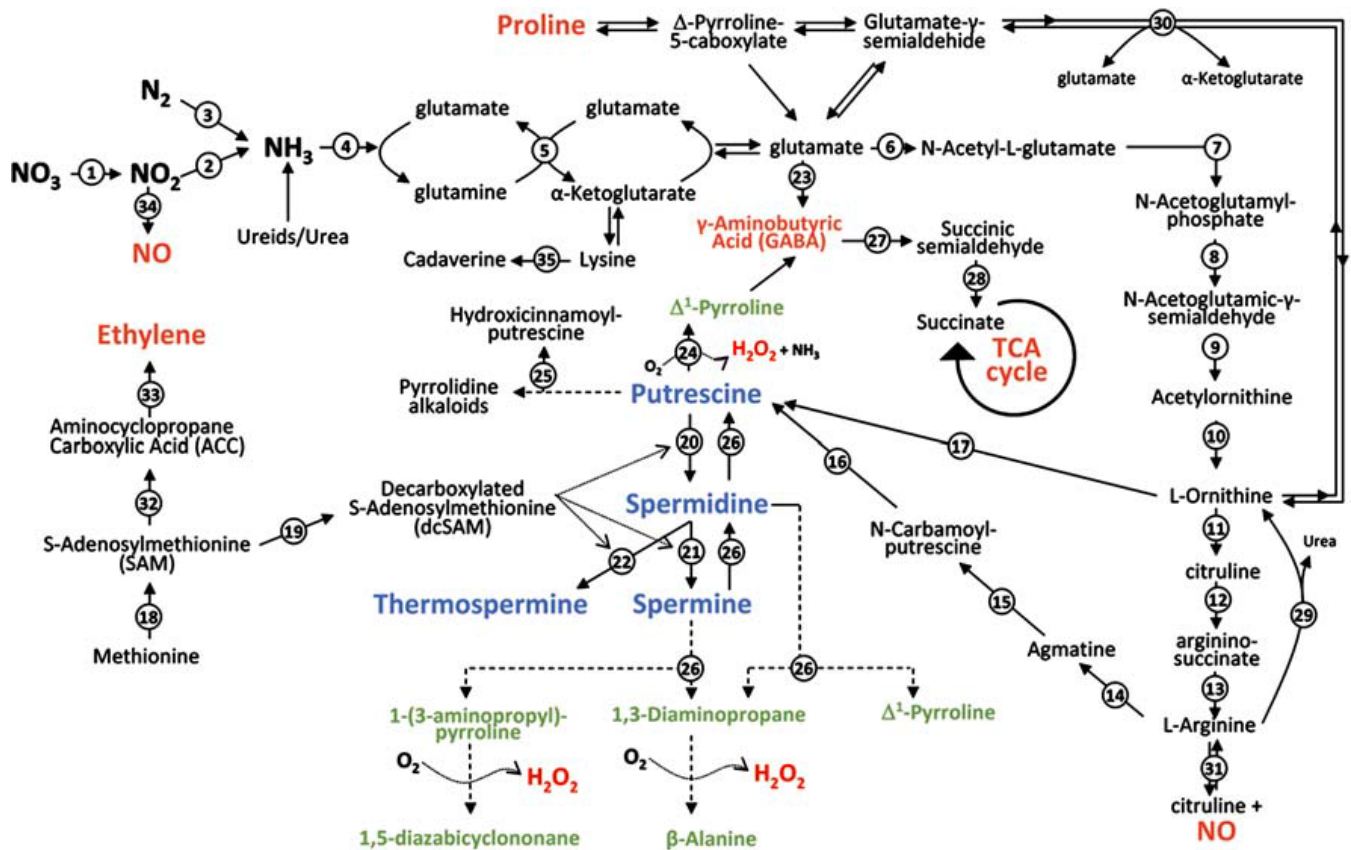 Proline
Δ-Pyrroline-
5-caboxylate
Glutamate-γ-
semialdehide
30
glutamate
α-Ketoglutarate
N2
3
glutamate
glutamate
NO3
1
NO2
2
NH3
4
5
glutamate
6
N-Acetyl-L-glutamate
7
glutamine
α-Ketoglutarate
23
34
NO
Ureids/Urea
N-Acetoglutamyl-
phosphate
γ-Aminobutyric
Acid (GABA)
27
Succinic
semialdehyde
Cadaverine
35
Lysine
8
28
Δ1-Pyrroline
N-Acetoglutamic-γ-
semialdehyde
Hydroxicinnamoyl-
putrescine
Succinate
TCA
cycle
Ethylene
24
O2
H2O2 + NH3
9
25
33
Pyrrolidine
alkaloids
Putrescine
Acetylornithine
Aminocyclopropane
Carboxylic Acid (ACC)
20
26
17
10
16
32
Decarboxylated
S-Adenosylmethionine
(dcSAM)
Spermidine
L-Ornithine
19
S-Adenosylmethionine
(SAM)
N-Carbamoyl-
putrescine
11
Urea
22
21
26
citruline
18
Thermospermine
Spermine
15
12
29
Methionine
Agmatine
arginino-
succinate
26
26
14
13
1-(3-aminopropyl)-
pyrroline
1,3-Diaminopropane
Δ1-Pyrroline
L-Arginine
O2
H2O2
O2
H2O2
31
1,5-diazabicyclononane
β-Alanine
citruline +
NO